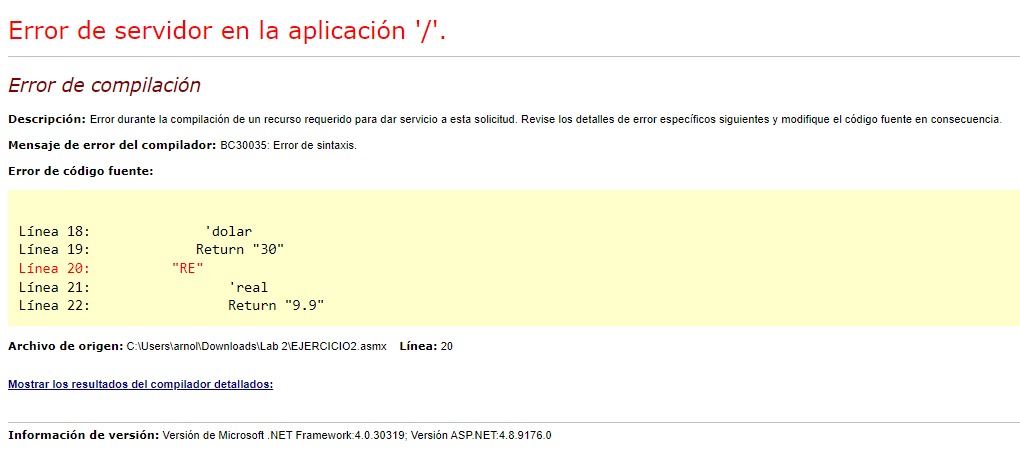 Error de servidor en la aplicación '/'.
Error de compilación
Descripción: Error durante la compilación de un recurso requerido para dar servicio a esta solicitud. Revise los detalles de error específicos siguientes y modifique el código fuente en consecuencia.
Mensaje de error del compilador: BC30035: Error de sintaxis.
Error de código fuente:
Línea 18: 'dolar
Línea 19: Return "30"
Línea 20: "RE"
Línea 21: 'real
Línea 22: Return "9.9"
Archivo de origen: C:\Users\arnol\Downloads\Lab 2\EJERCICIO2.asmx Línea: 20
Mostrar los resultados del compilador detallados:
Información de versión: Versión de Microsoft .NET Framework:4.0.30319; Versión ASP.NET:4.8.9176.0